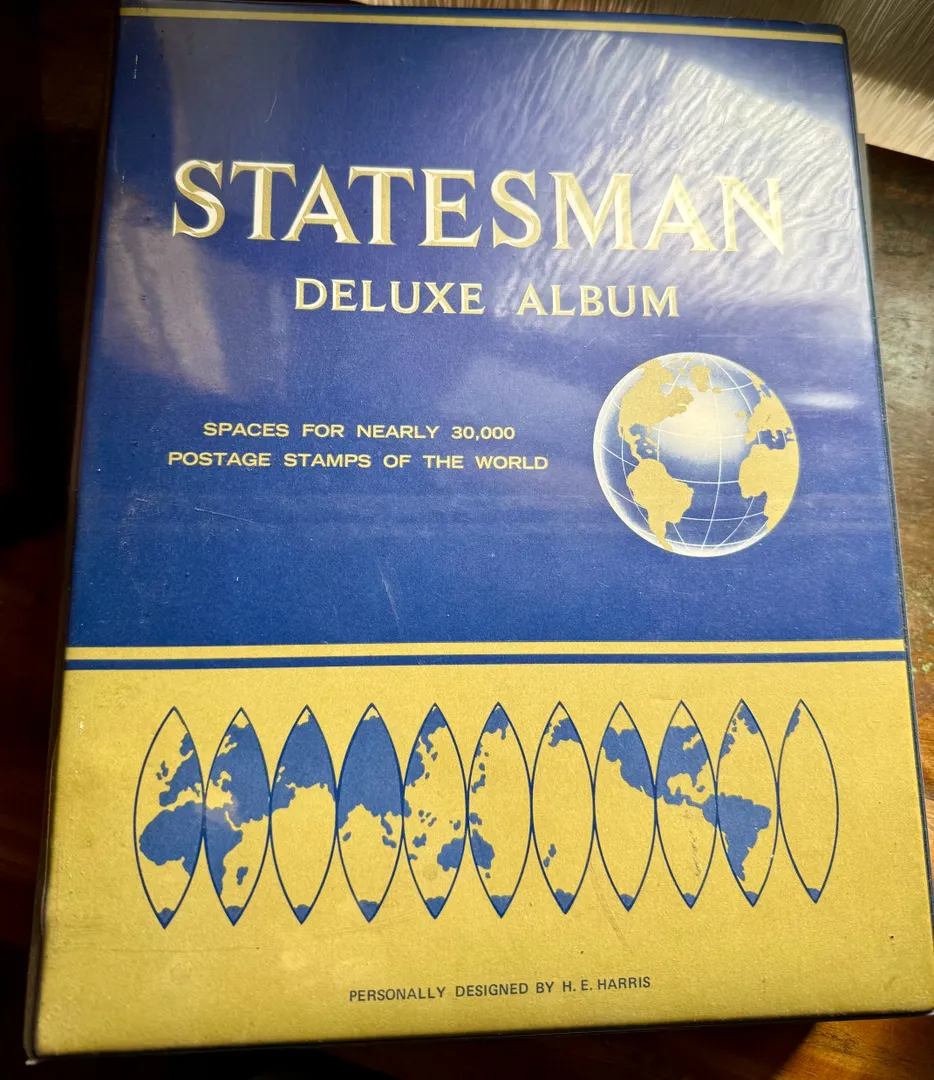 STATESMAN
DELUXE ALBUM
SPACES FOR NEARLY 30,000
POSTAGE STAMPS OF THE WORLD
PERSONALLY DESIGNED BY H. E. HARRIS